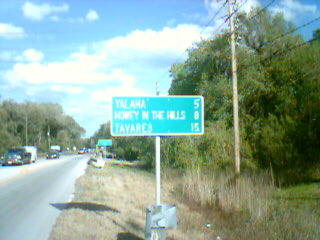 YALAHA 5
HOWEY IN THE HILLS 8
TAVARES 15